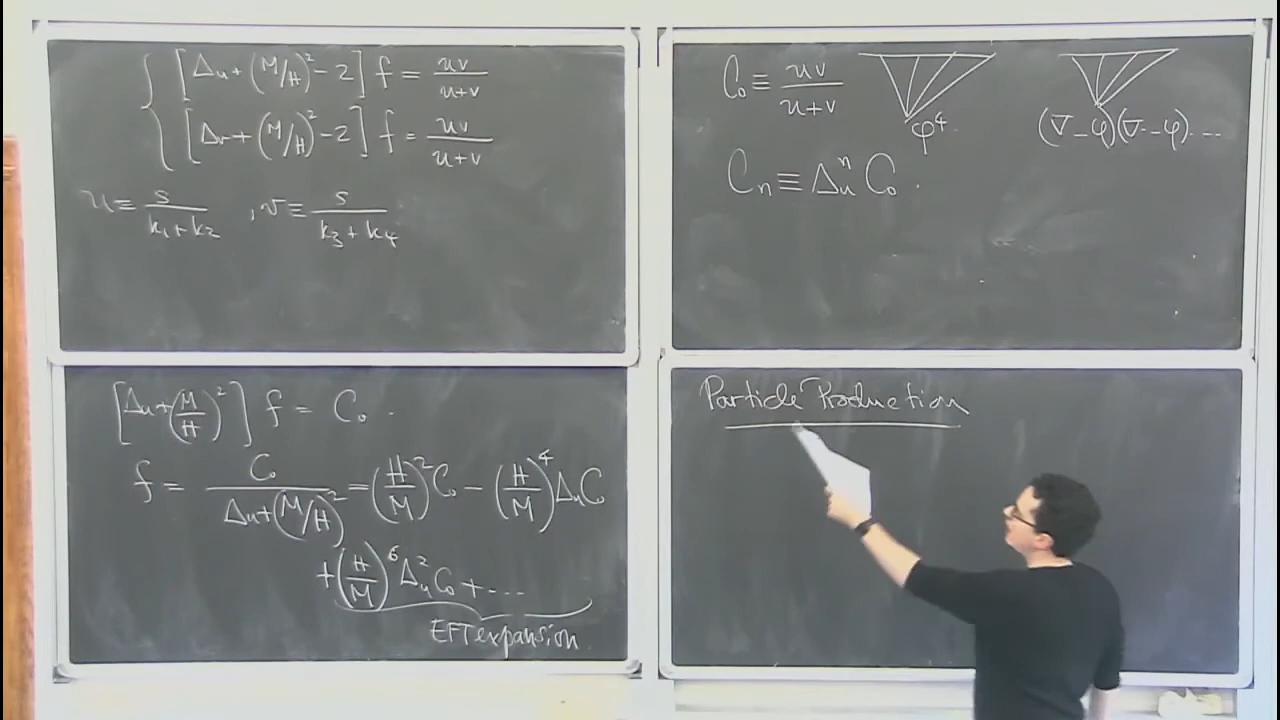 { [Δu + (M/H)² - 2] f = uv/(u+v)
[Δv + (M/H)² - 2] f = uv/(u+v)
u ≡ s/(k₁+k₂) , v ≡ s/(k₃+k₄)
[Δu + (M/H)²] f = C₀.
f = C₀/(Δu + (M/H)²) = (H/M)² C₀ - (H/M)⁴ Δu C
+ (H/M)⁶ Δu² C₀ + ...
EFT expansion
C₀ ≡ uv/(u+v)
φ⁴.
(∇--φ)(∇--φ)....
Cₙ ≡ Δuⁿ C₀.
Particle Production